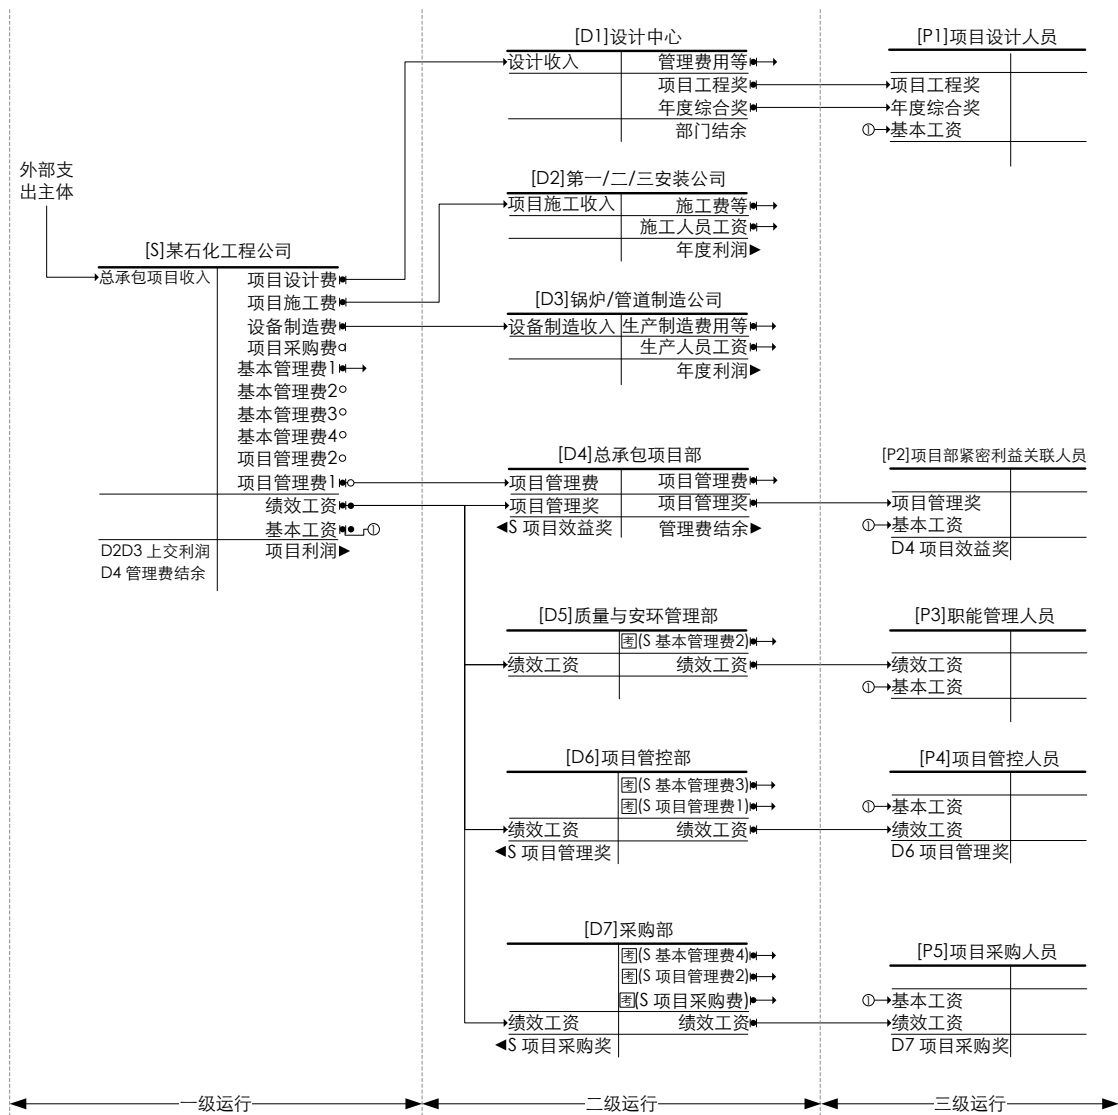 外部支
出主体
[S]某石化工程公司
总承包项目收入
项目设计费
项目施工费
设备制造费
项目采购费
基本管理费1
基本管理费2
基本管理费3
基本管理费4
项目管理费2
项目管理费1
绩效工资
基本工资
①
D2D3 上交利润
项目利润
D4 管理费结余
[D1]设计中心
设计收入
管理费用等
项目工程奖
年度综合奖
部门结余
[D2]第一/二/三安装公司
项目施工收入
施工费等
施工人员工资
年度利润
[D3]锅炉/管道制造公司
设备制造收入
生产制造费用等
生产人员工资
年度利润
[D4]总承包项目部
项目管理费
项目管理费
项目管理奖
项目管理奖
S 项目效益奖
管理费结余
[D5]质量与安环管理部
考(S 基本管理费2)
绩效工资
绩效工资
[D6]项目管控部
考(S 基本管理费3)
考(S 项目管理费1)
绩效工资
绩效工资
S 项目管理奖
[D7]采购部
考(S 基本管理费4)
考(S 项目管理费2)
考(S 项目采购费)
绩效工资
绩效工资
S 项目采购奖
[P1]项目设计人员
项目工程奖
年度综合奖
①
基本工资
[P2]项目部紧密利益关联人员
项目管理奖
①
基本工资
D4 项目效益奖
[P3]职能管理人员
绩效工资
①
基本工资
[P4]项目管控人员
①
基本工资
绩效工资
D6 项目管理奖
[P5]项目采购人员
①
基本工资
绩效工资
D7 项目采购奖
一级运行
二级运行
三级运行